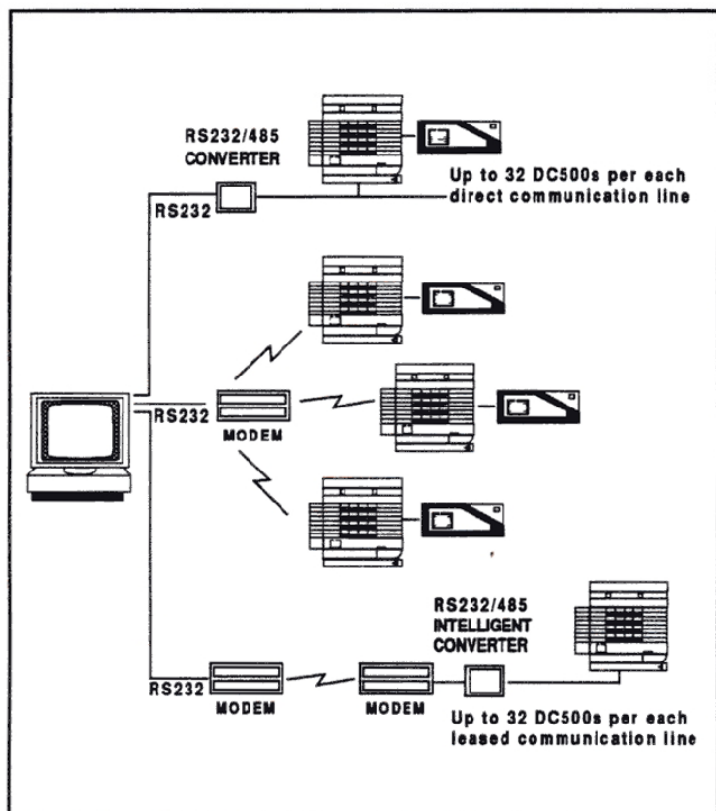 RS232/485
CONVERTER
Up to 32 DC500s per each
direct communication line
RS232
RS232
MODEM
RS232/485
INTELLIGENT
CONVERTER
RS232
MODEM
MODEM
Up to 32 DC500s per each
leased communication line